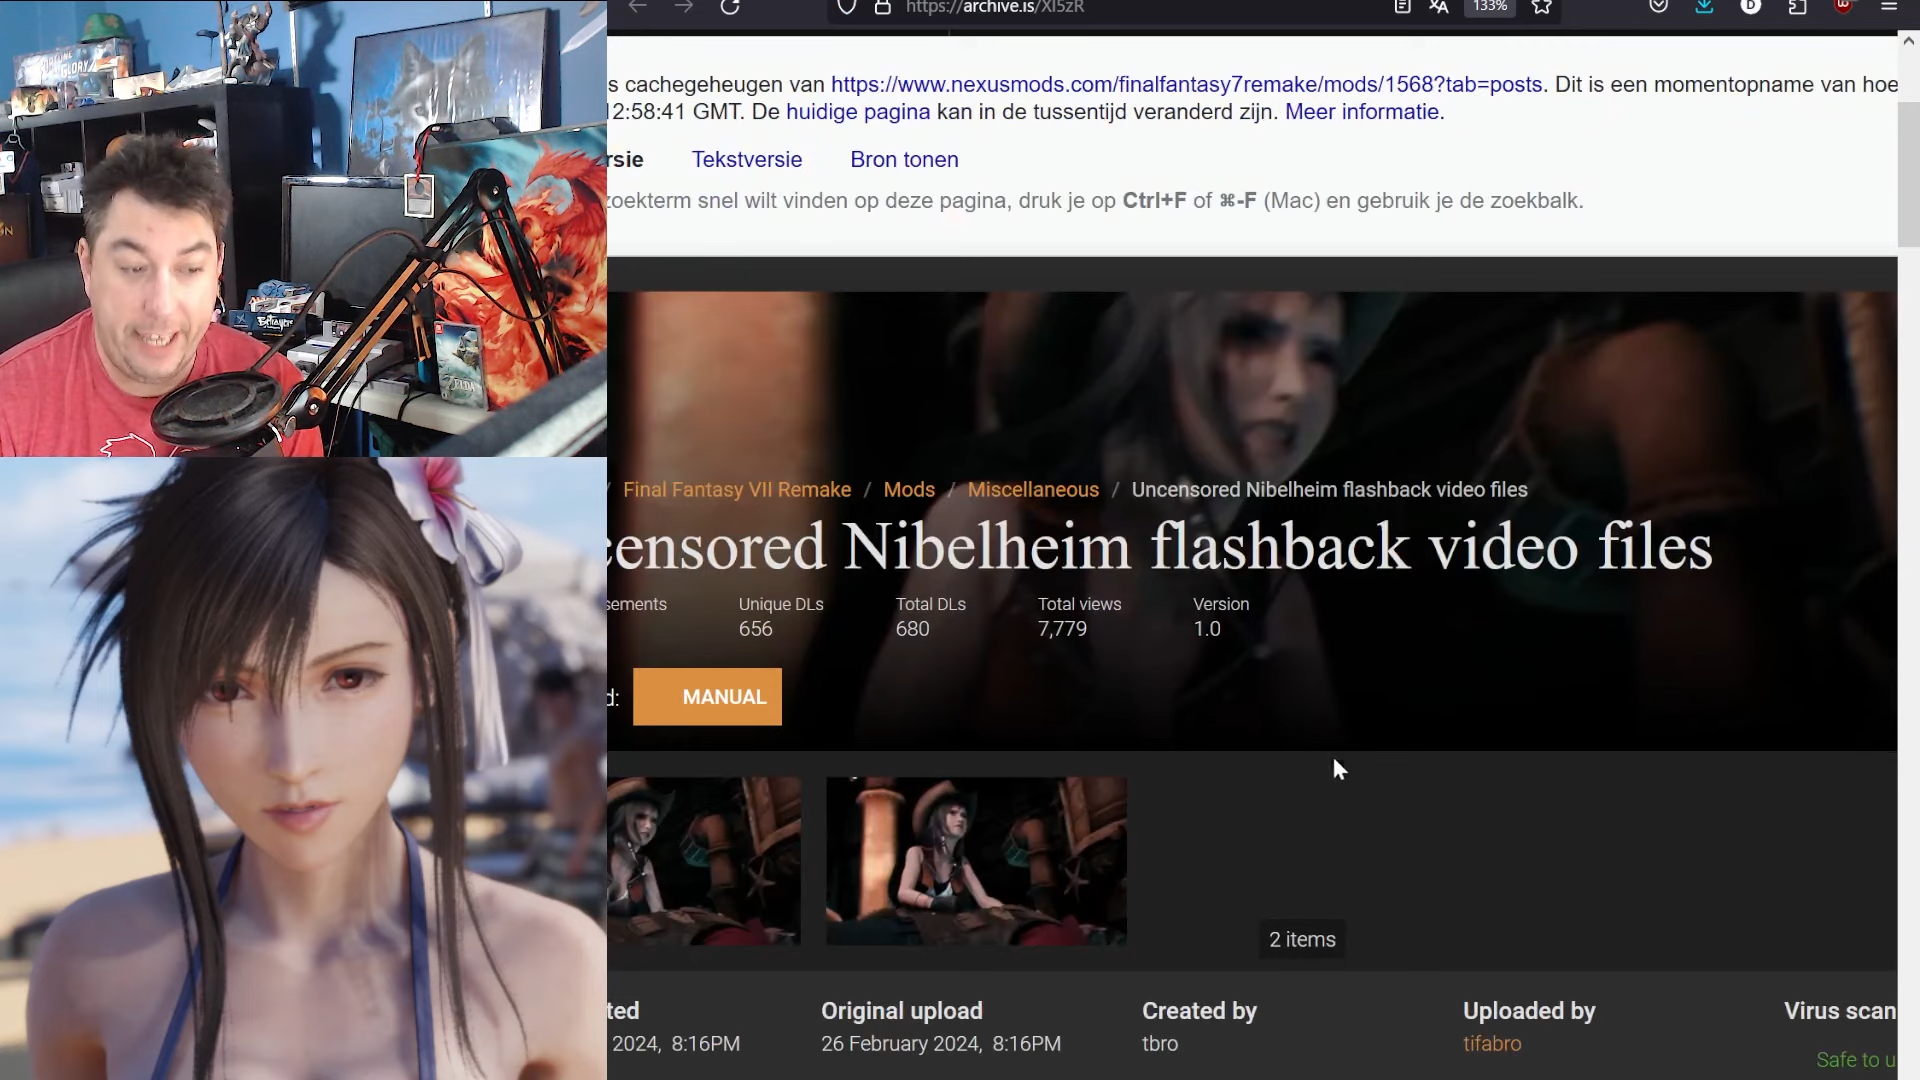 https://archive.is/XI5zR
133%
s cachegeheugen van https://www.nexusmods.com/finalfantasy7remake/mods/1568?tab=posts. Dit is een momentopname van hoe
12:58:41 GMT. De huidige pagina kan in de tussentijd veranderd zijn. Meer informatie.
rsie Tekstversie Bron tonen
zoekterm snel wilt vinden op deze pagina, druk je op Ctrl+F of ⌘-F (Mac) en gebruik je de zoekbalk.
/ Final Fantasy VII Remake / Mods / Miscellaneous / Uncensored Nibelheim flashback video files
censored Nibelheim flashback video files
sements Unique DLs Total DLs Total views Version
656 680 7,779 1.0
d: MANUAL
2 items
ted Original upload Created by Uploaded by Virus scan
2024, 8:16PM 26 February 2024, 8:16PM tbro tifabro
Safe to u
GLORY
Betrayers
ZELDA